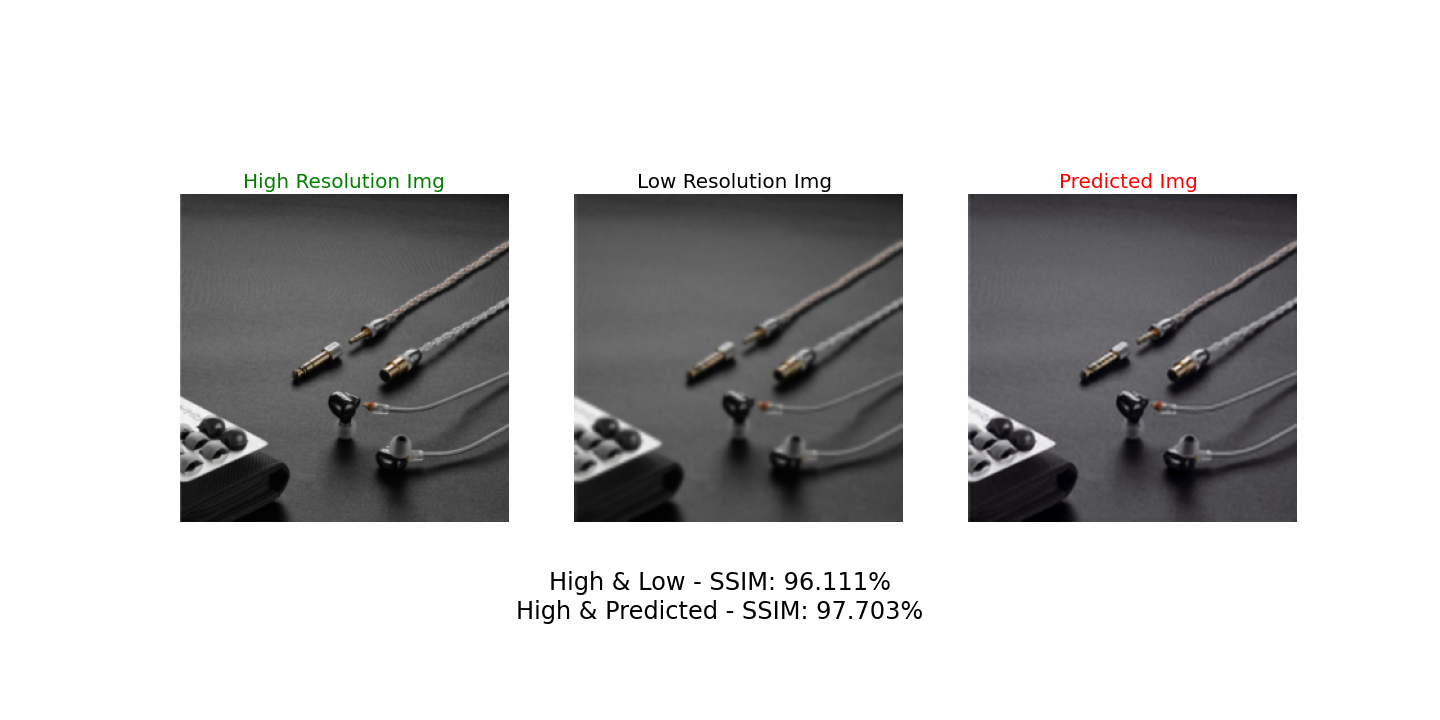 High Resolution Img
Low Resolution Img
Predicted Img
High & Low - SSIM: 96.111%
High & Predicted - SSIM: 97.703%